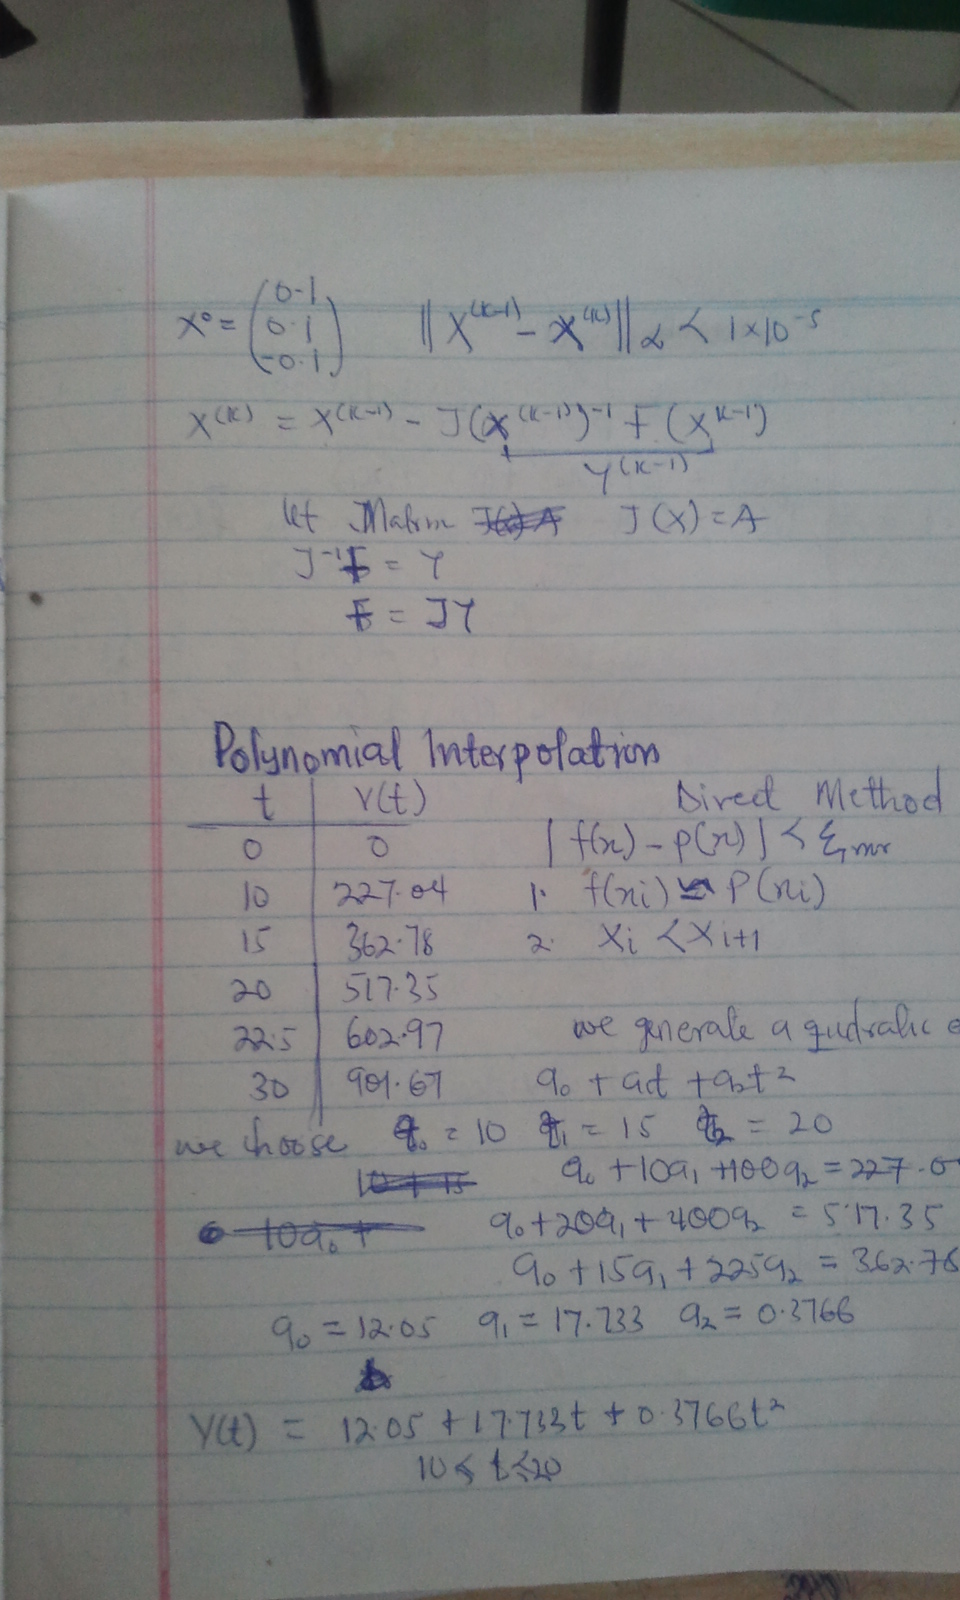 X⁰ = (0.1
0.1
-0.1) ‖X^(k-1) - X^(k)‖α < 1×10⁻⁵
X^(k) = X^(k-1) - J(X^(k-1))⁻¹ F(X^(k-1))
Y^(k-1)
let Matrix J(X) = A
J⁻¹F = Y
F = JY
Polynomial Interpolation
t V(t) Direct Method
0 0 |f(x) - p(x)| < Error
10 227.04 1. f(xi) P(xi)
15 362.78 2. Xi < Xi+1
20 517.35
22.5 602.97 we generate a qudratic
30 901.67 a₀ + a₁t + a₂t²
we choose t₀ = 10 t₁ = 15 t₂ = 20
a₀ + 10a₁ + 100a₂ = 227.0
a₀ + 20a₁ + 400a₂ = 517.35
a₀ + 15a₁ + 225a₂ = 362.78
a₀ = 12.05 a₁ = 17.733 a₂ = 0.3766
V(t) = 12.05 + 17.733t + 0.3766t²
10 ≤ t ≤ 20